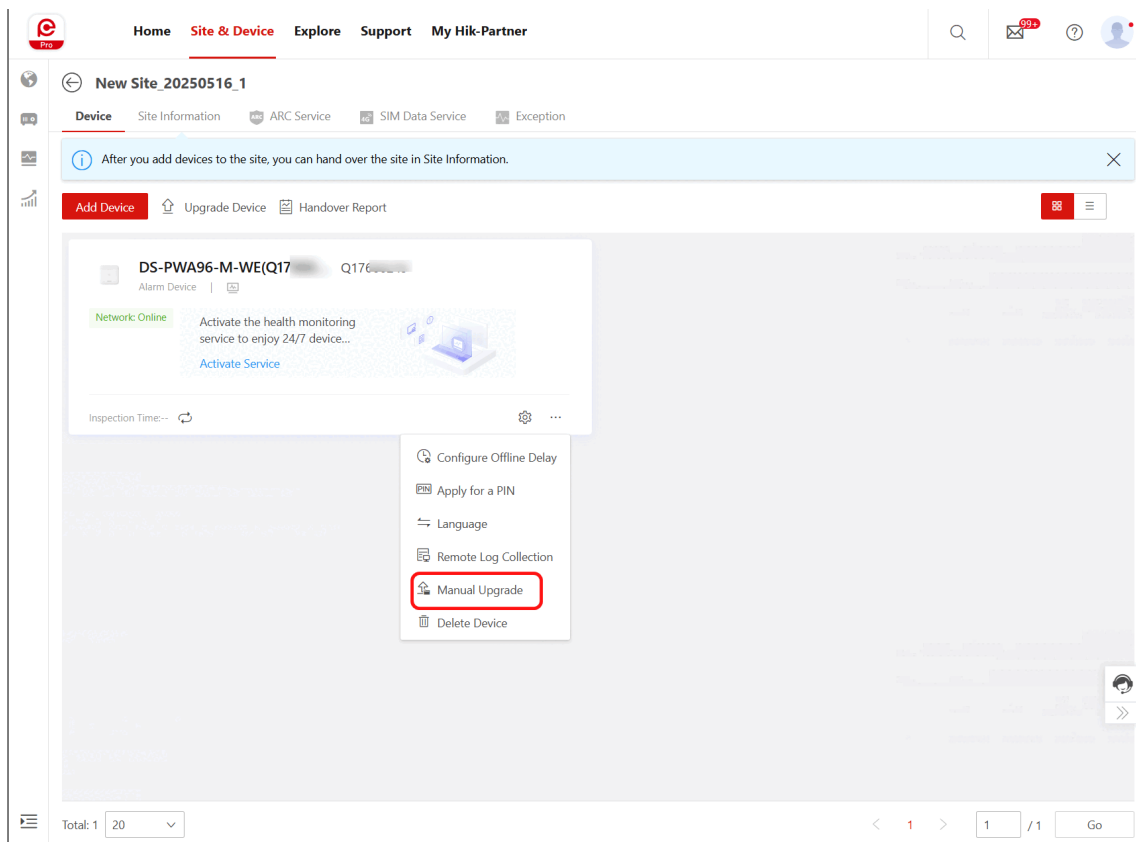 Pro
Home Site & Device Explore Support My Hik-Partner
99+
New Site_20250516_1
Device Site Information ARC ARC Service 4G SIM Data Service Exception
After you add devices to the site, you can hand over the site in Site Information.
Add Device Upgrade Device Handover Report
DS-PWA96-M-WE(Q17 Q176
Alarm Device |
Network: Online
Activate the health monitoring
service to enjoy 24/7 device...
Activate Service
Inspection Time:-- ...
Configure Offline Delay
PIN Apply for a PIN
Language
Remote Log Collection
Manual Upgrade
Delete Device
Total: 1 20 < 1 > 1 / 1 Go